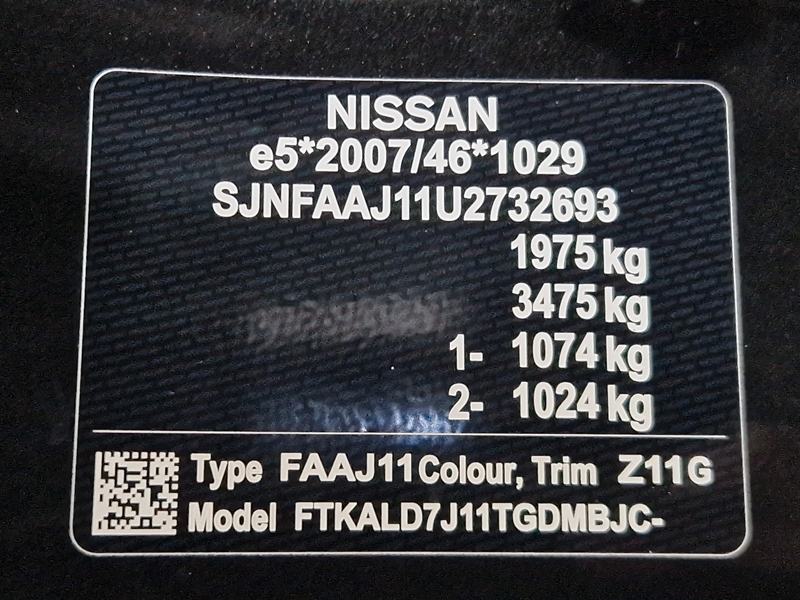 NISSAN
e5*2007/46*1029
SJNFAAJ11U2732693
1975 kg
3475 kg
1- 1074 kg
2- 1024 kg
Type FAAJ11 Colour, Trim Z11G
Model FTKALD7J11TGDMBJC-